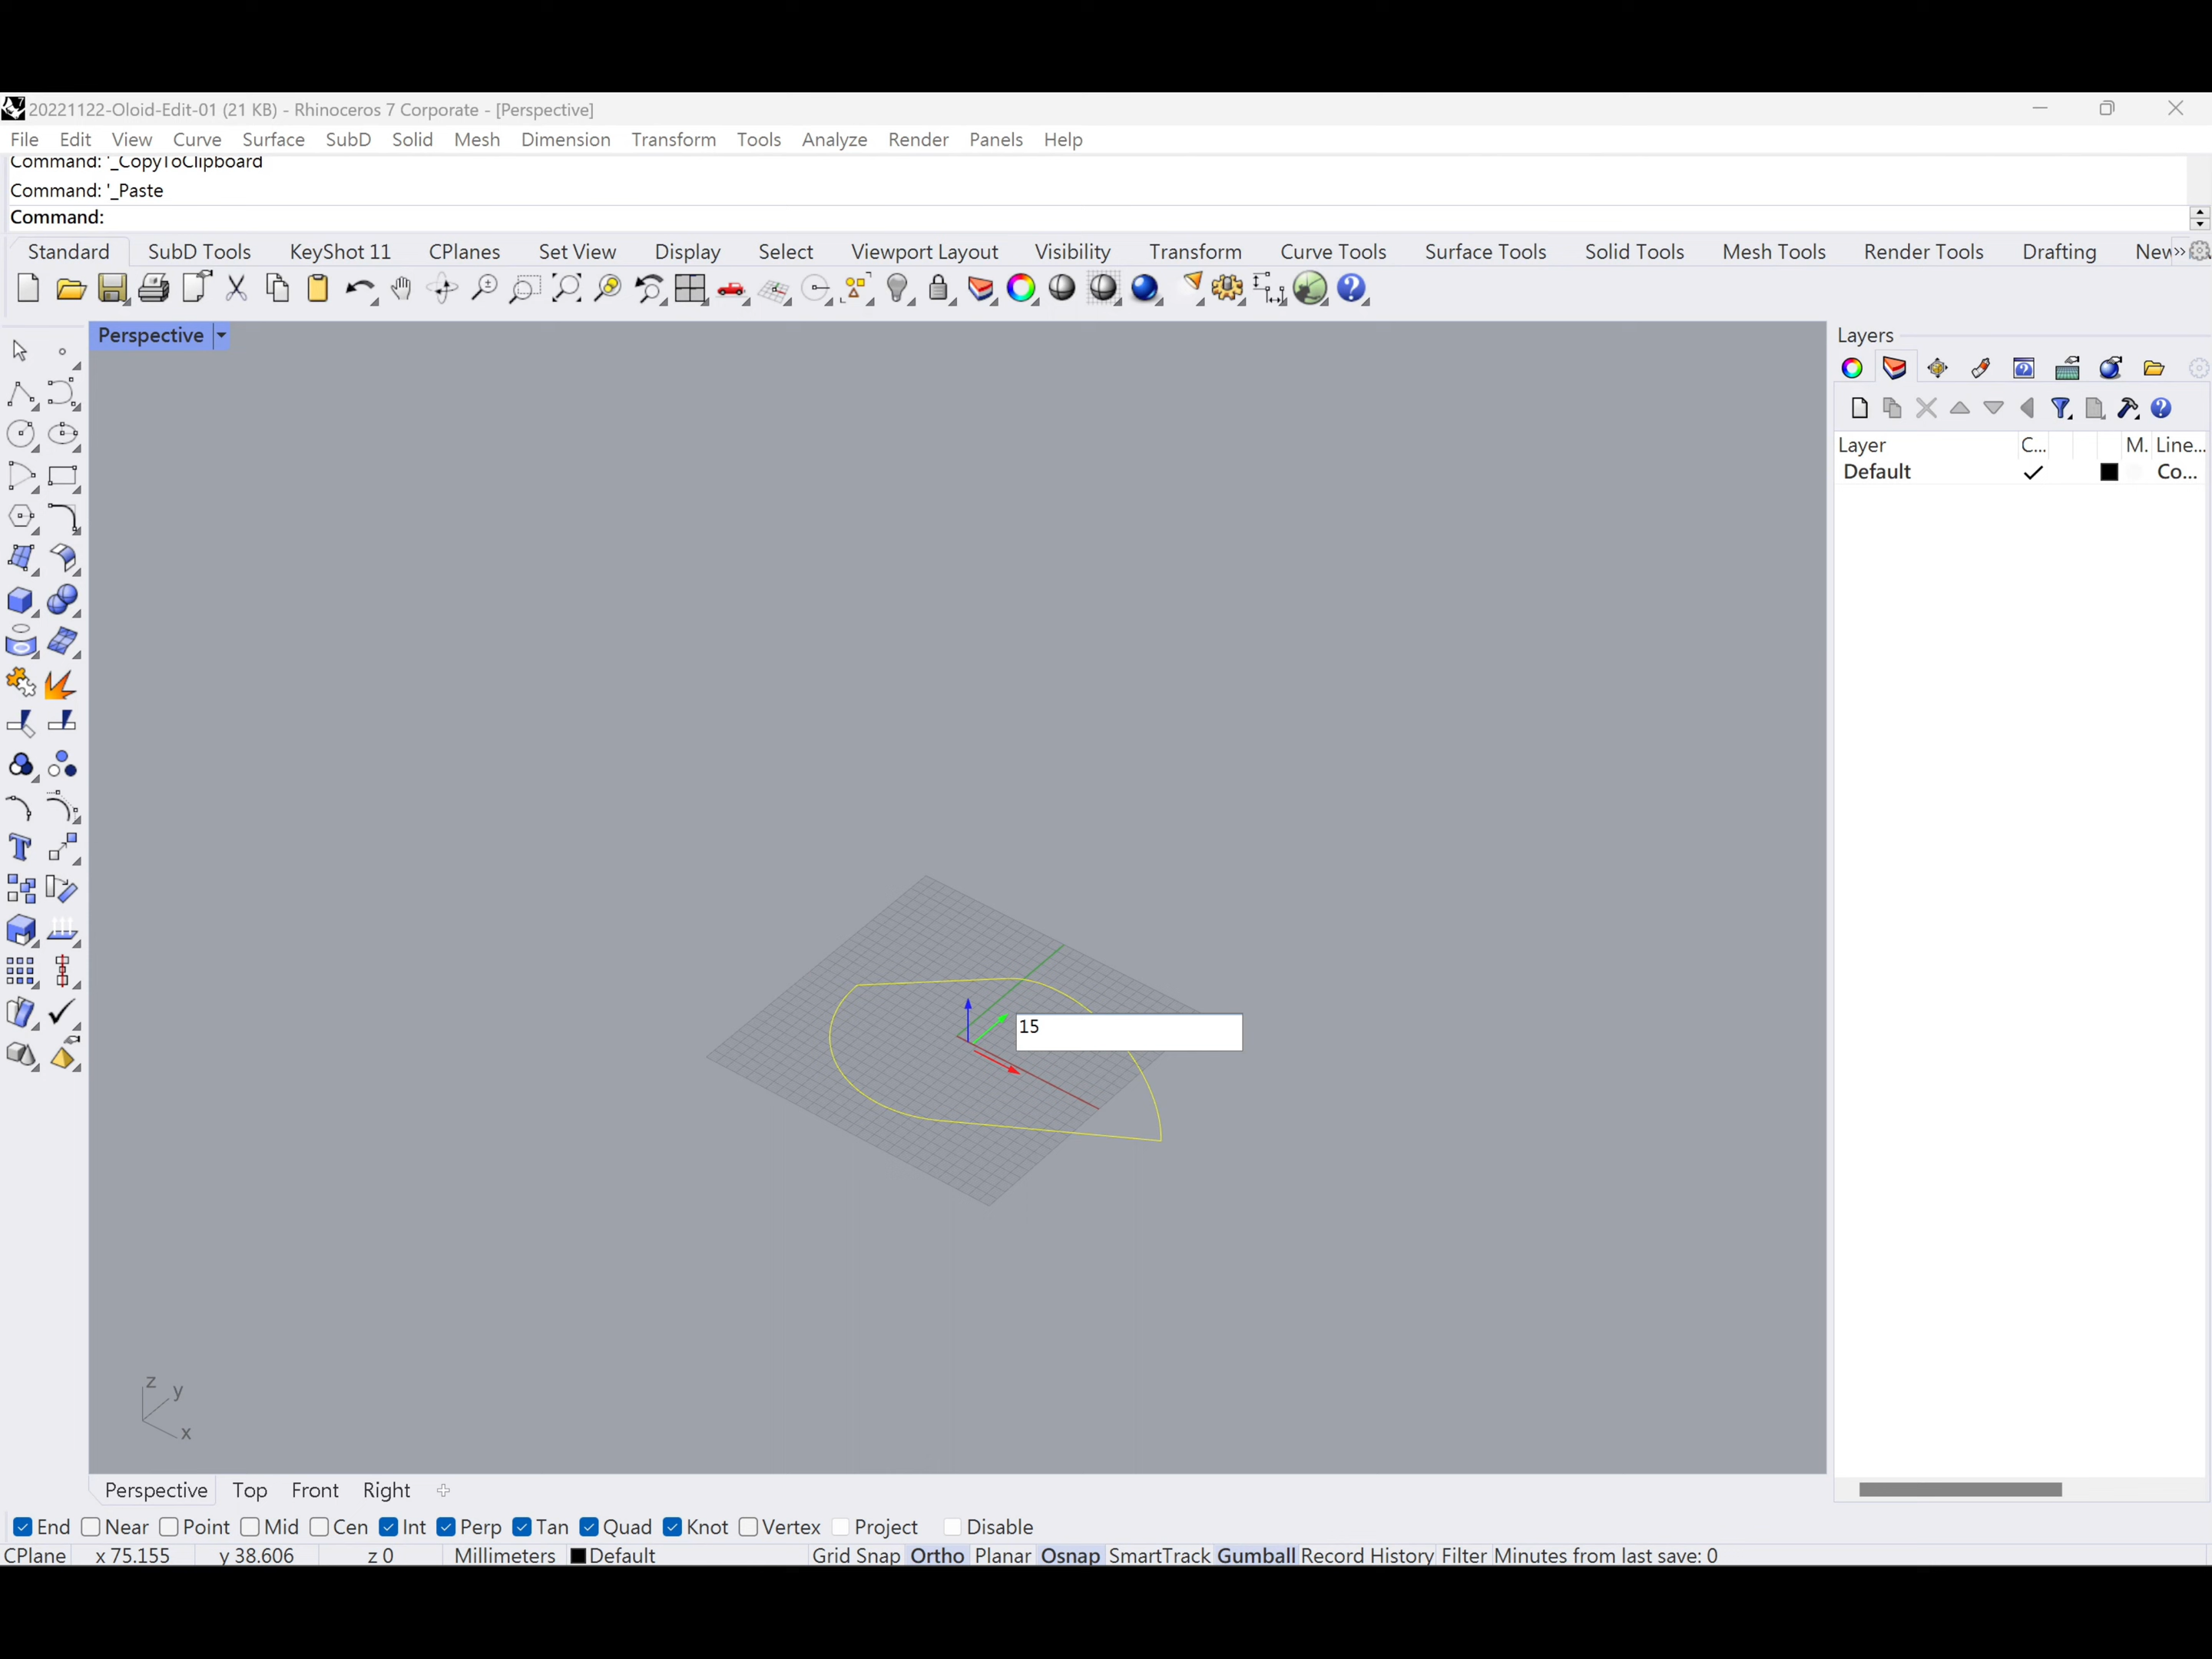 20221122-Oloid-Edit-01 (21 KB) - Rhinoceros 7 Corporate - [Perspective]
File Edit View Curve Surface SubD Solid Mesh Dimension Transform Tools Analyze Render Panels Help
Command: '_CopyToClipboard
Command: '_Paste
Command:
Standard SubD Tools KeyShot 11 CPlanes Set View Display Select Viewport Layout Visibility Transform Curve Tools Surface Tools Solid Tools Mesh Tools Render Tools Drafting New
Perspective
Layers
Layer C... M. Line...
Default Co...
15
z
y
x
Perspective Top Front Right
End Near Point Mid Cen Int Perp Tan Quad Knot Vertex Project Disable
CPlane x 75.155 y 38.606 z 0 Millimeters Default Grid Snap Ortho Planar Osnap SmartTrack Gumball Record History Filter Minutes from last save: 0